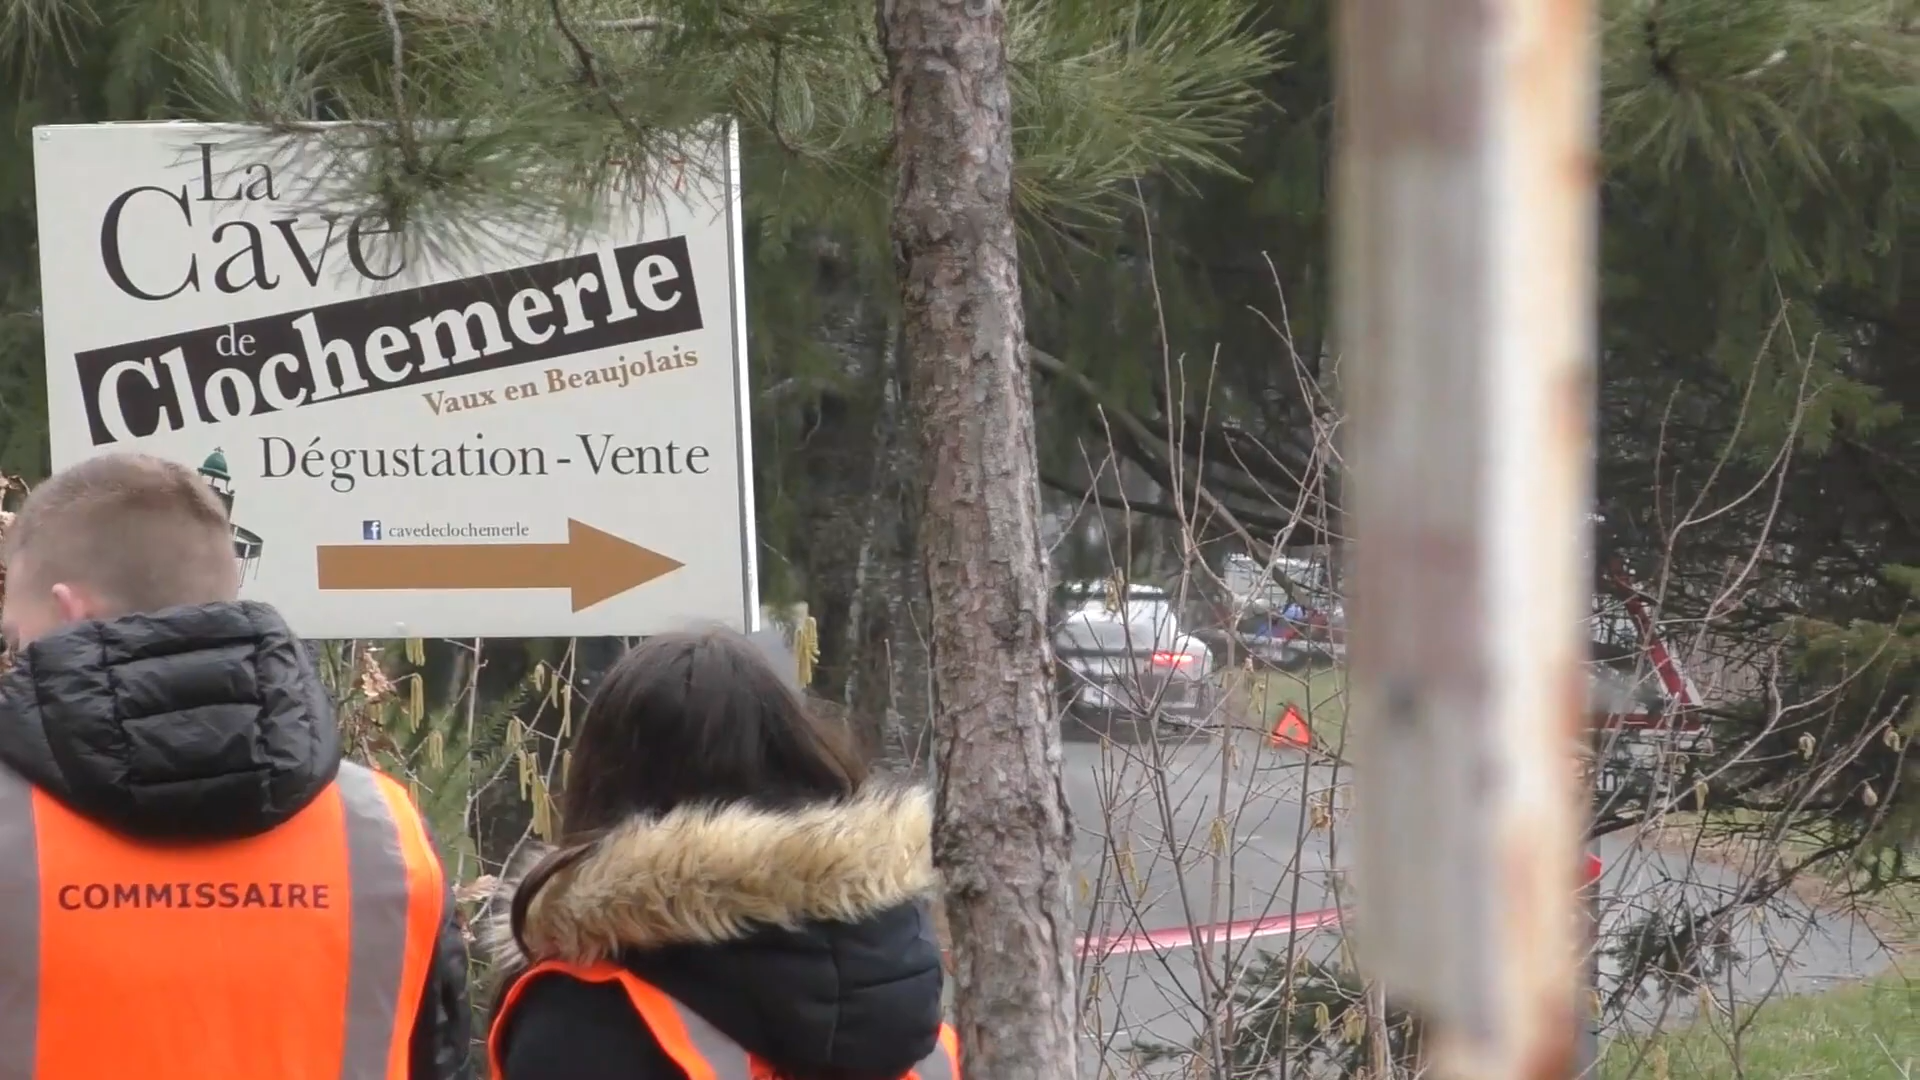 La
Cave
de
Clochemerle
Vaux en Beaujolais
Dégustation - Vente
cavedeclochemerle
COMMISSAIRE